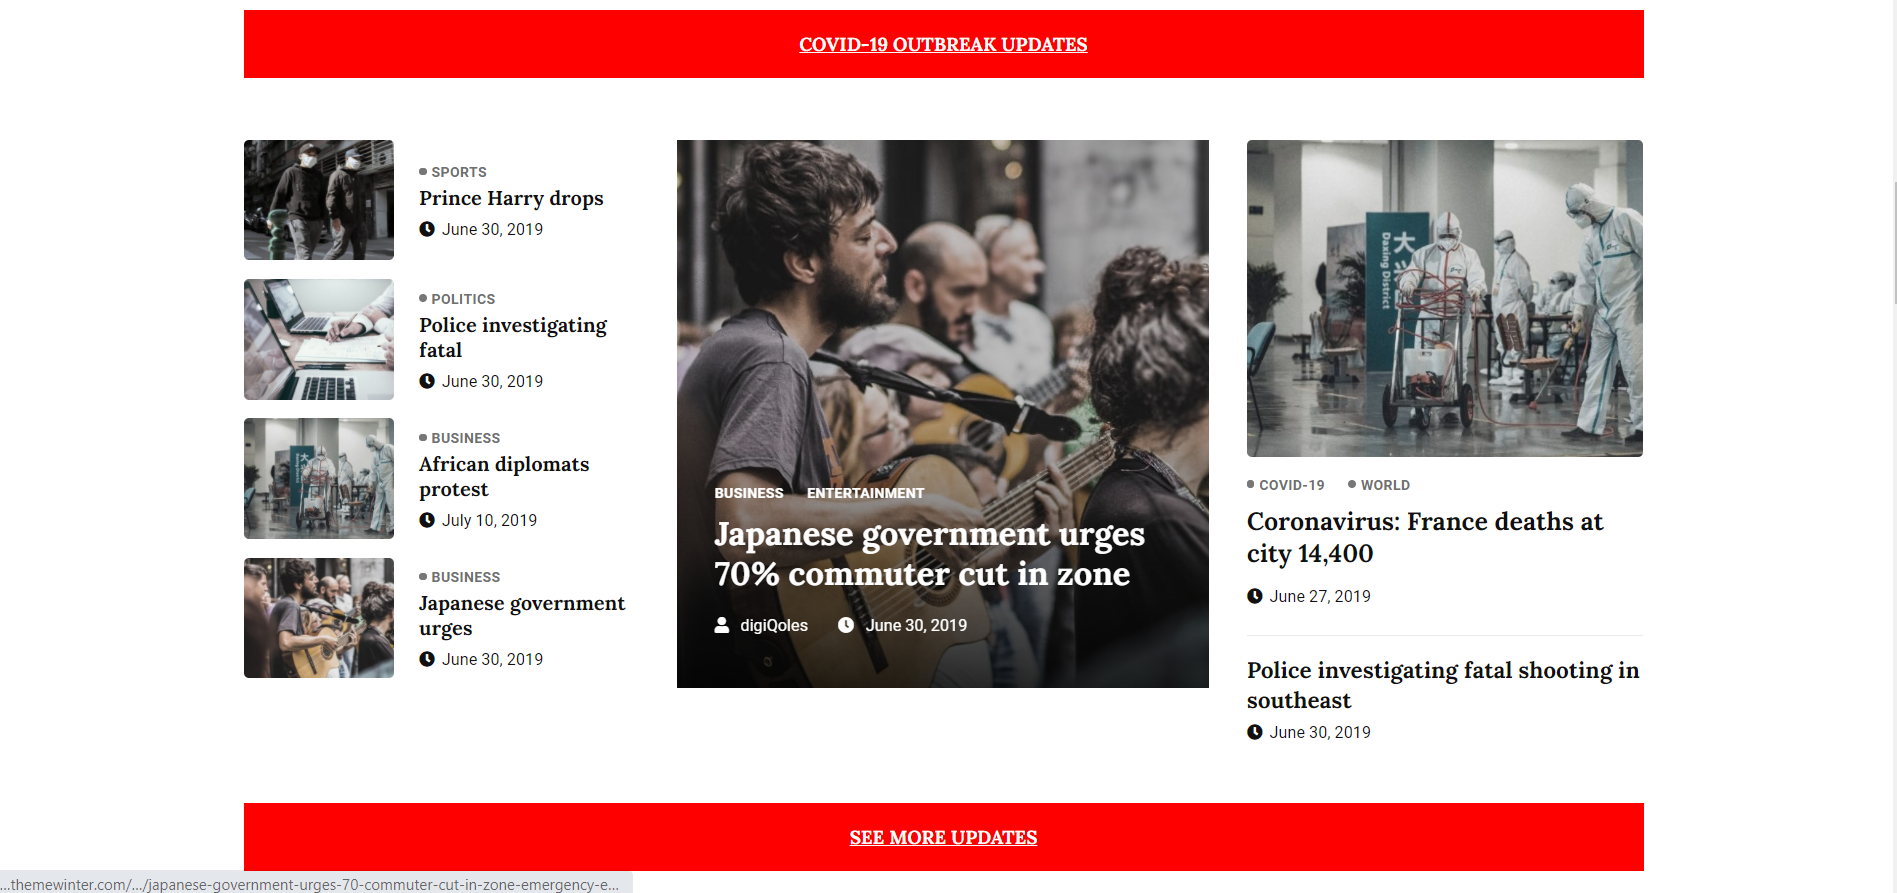 COVID-19 OUTBREAK UPDATES
SPORTS
Prince Harry drops
June 30, 2019
POLITICS
Police investigating
fatal
June 30, 2019
BUSINESS
African diplomats
protest
July 10, 2019
BUSINESS
Japanese government
urges
June 30, 2019
BUSINESS ENTERTAINMENT
Japanese government urges
70% commuter cut in zone
digiQoles June 30, 2019
大兴
Daxing District
COVID-19 WORLD
Coronavirus: France deaths at
city 14,400
June 27, 2019
Police investigating fatal shooting in
southeast
June 30, 2019
SEE MORE UPDATES
...themewinter.com/.../japanese-government-urges-70-commuter-cut-in-zone-emergency-e...